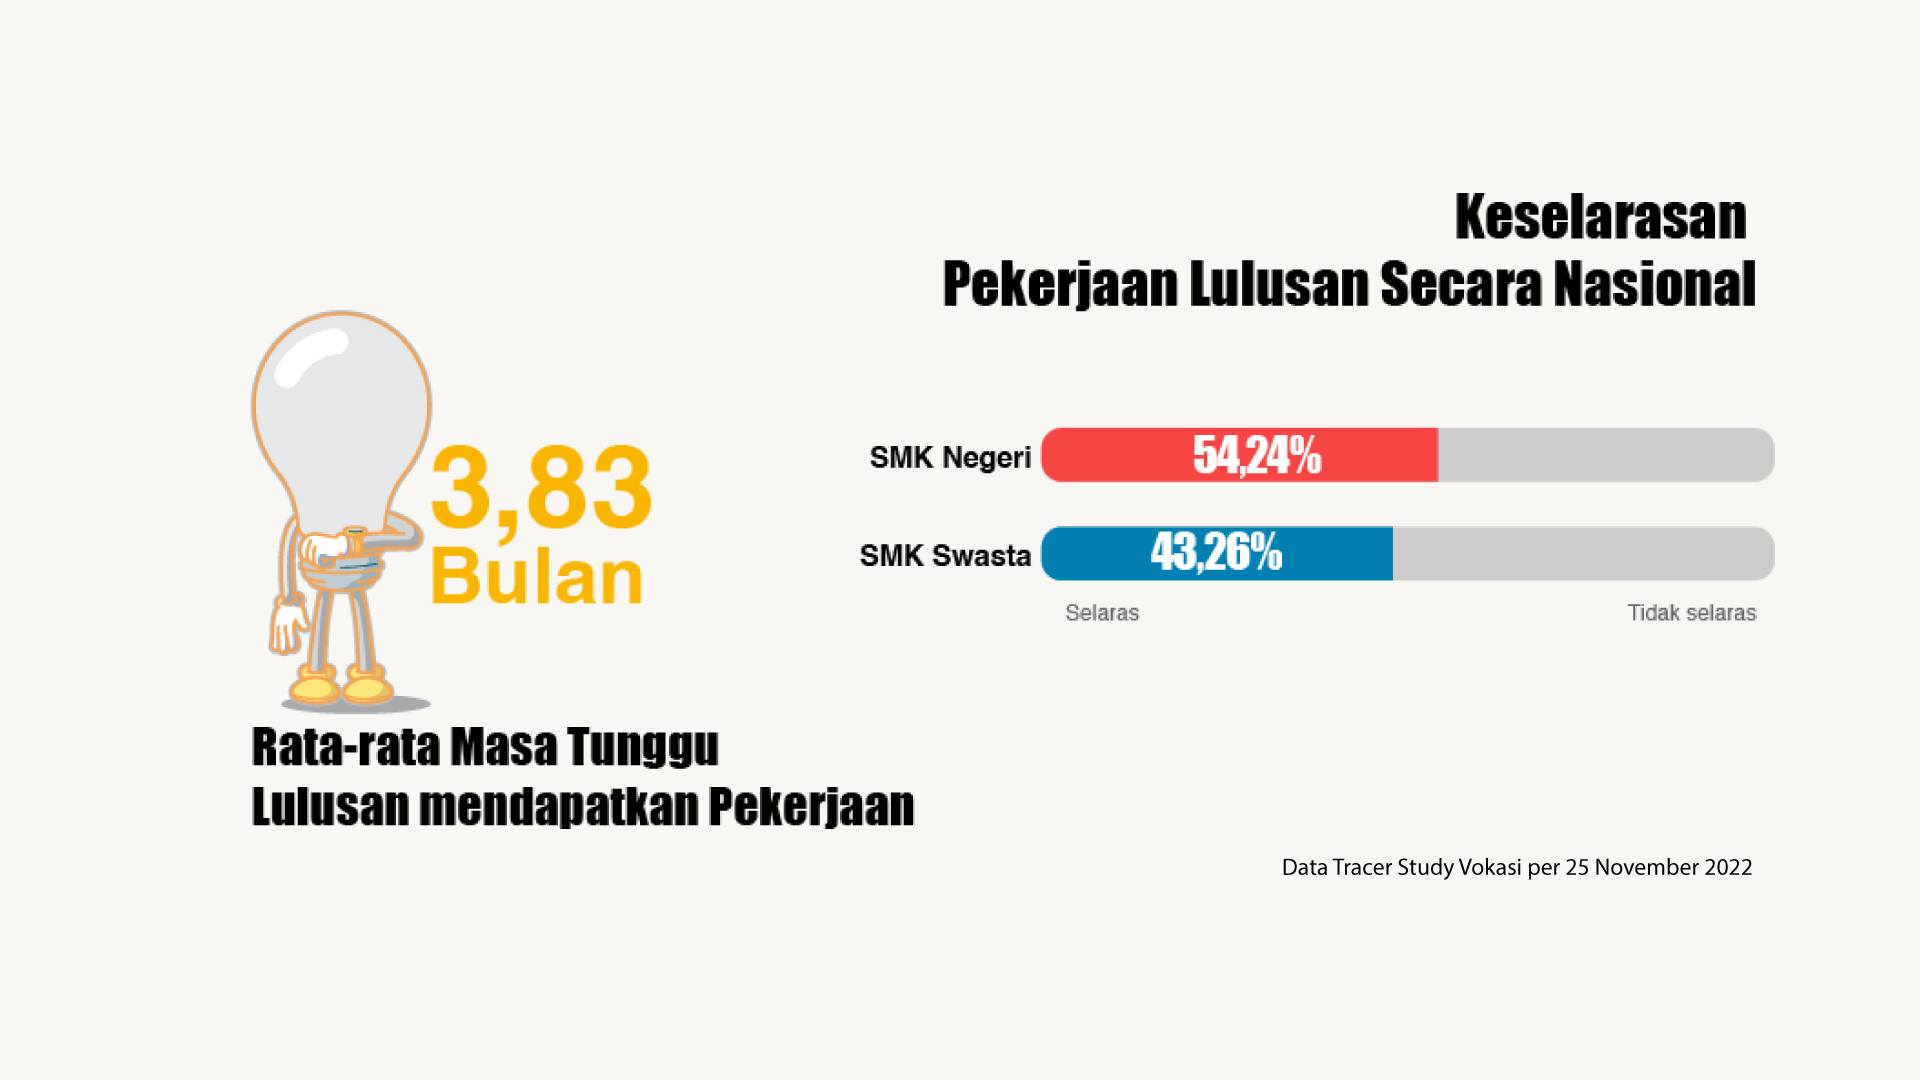 Keselarasan
Pekerjaan Lulusan Secara Nasional
3,83
Bulan
Rata-rata Masa Tunggu
Lulusan mendapatkan Pekerjaan
SMK Negeri 54,24%
SMK Swasta 43,26%
Selaras Tidak selaras
Data Tracer Study Vokasi per 25 November 2022